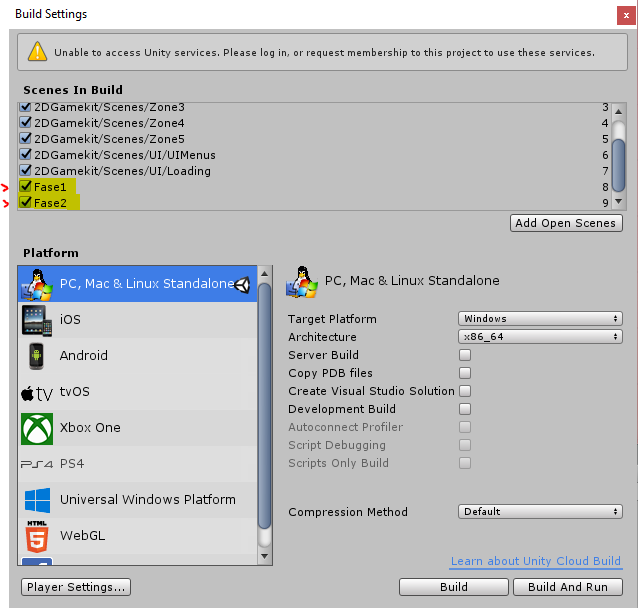 Build Settings
x
Unable to access Unity services. Please log in, or request membership to this project to use these services.
Scenes In Build
2DGamekit/Scenes/Zone3 3
2DGamekit/Scenes/Zone4 4
2DGamekit/Scenes/Zone5 5
2DGamekit/Scenes/UI/UIMenus 6
2DGamekit/Scenes/UI/Loading 7
Fase1 8
Fase2 9
Add Open Scenes
Platform
PC, Mac & Linux Standalone
iOS
Android
tv tvOS
Xbox One
PS4 PS4
Universal Windows Platform
HTML
5 WebGL
PC, Mac & Linux Standalone
Target Platform Windows
Architecture x86_64
Server Build
Copy PDB files
Create Visual Studio Solution
Development Build
Autoconnect Profiler
Script Debugging
Scripts Only Build
Compression Method Default
Learn about Unity Cloud Build
Player Settings... Build Build And Run